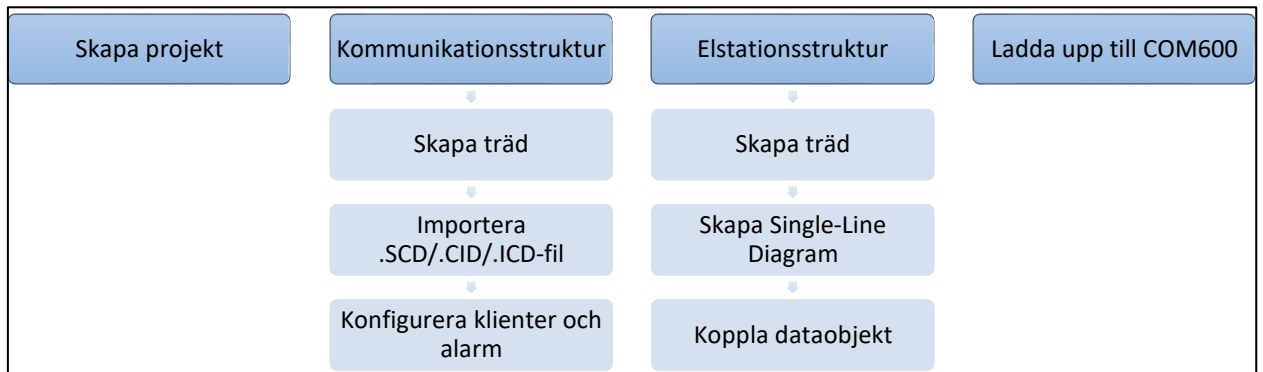 Skapa projekt
Kommunikationsstruktur
Skapa träd
Importera
.SCD/.CID/.ICD-fil
Konfigurera klienter och
alarm
Elstationsstruktur
Skapa träd
Skapa Single-Line
Diagram
Koppla dataobjekt
Ladda upp till COM600